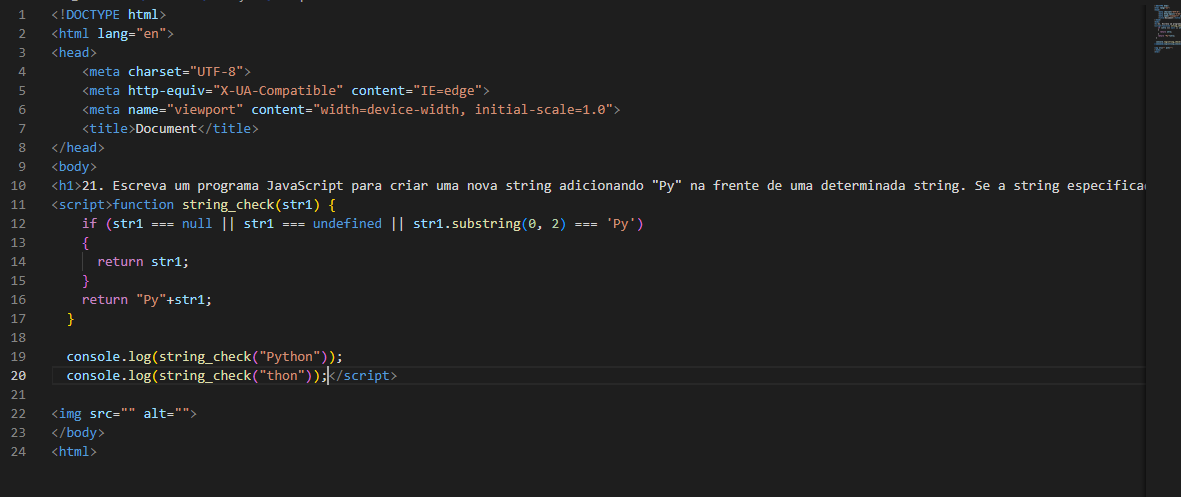 1 <!DOCTYPE html>
2 <html lang="en">
3 <head>
4     <meta charset="UTF-8">
5     <meta http-equiv="X-UA-Compatible" content="IE=edge">
6     <meta name="viewport" content="width=device-width, initial-scale=1.0">
7     <title>Document</title>
8 </head>
9 <body>
10 <h1>21. Escreva um programa JavaScript para criar uma nova string adicionando "Py" na frente de uma determinada string. Se a string especifica
11 <script>function string_check(str1) {
12     if (str1 === null || str1 === undefined || str1.substring(0, 2) === 'Py')
13     {
14       return str1;
15     }
16     return "Py"+str1;
17   }
18
19   console.log(string_check("Python"));
20   console.log(string_check("thon"));</script>
21
22 <img src="" alt="">
23 </body>
24 <html>